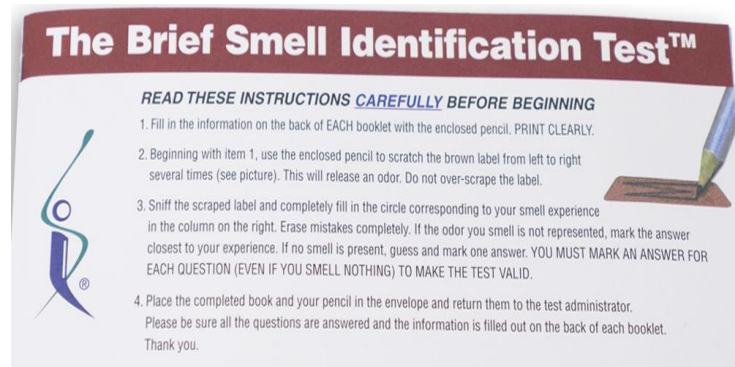 The Brief Smell Identification Test™
READ THESE INSTRUCTIONS CAREFULLY BEFORE BEGINNING
1. Fill in the information on the back of EACH booklet with the enclosed pencil. PRINT CLEARLY.
2. Beginning with item 1, use the enclosed pencil to scratch the brown label from left to right
several times (see picture). This will release an odor. Do not over-scrape the label.
3. Sniff the scraped label and completely fill in the circle corresponding to your smell experience
in the column on the right. Erase mistakes completely. If the odor you smell is not represented, mark the answer
closest to your experience. If no smell is present, guess and mark one answer. YOU MUST MARK AN ANSWER FOR
EACH QUESTION (EVEN IF YOU SMELL NOTHING) TO MAKE THE TEST VALID.
®
4. Place the completed book and your pencil in the envelope and return them to the test administrator.
Please be sure all the questions are answered and the information is filled out on the back of each booklet.
Thank you.